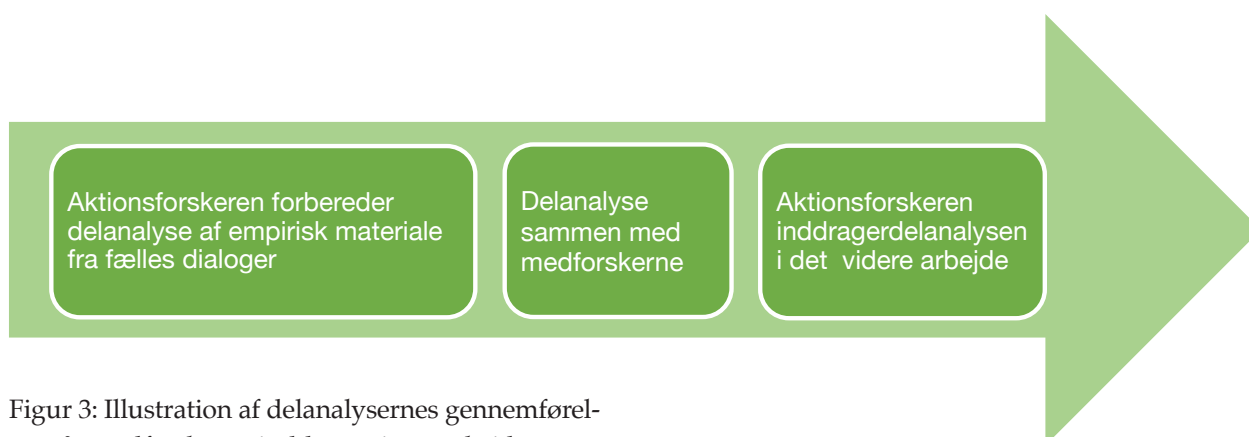 Aktionsforskeren forbereder
delanalyse af empirisk materiale
fra fælles dialoger
Delanalyse
sammen med
medforskerne
Aktionsforskeren
inddragerdelanalysen
i det videre arbejde
Figur 3: Illustration af delanalysernes gennemførel-